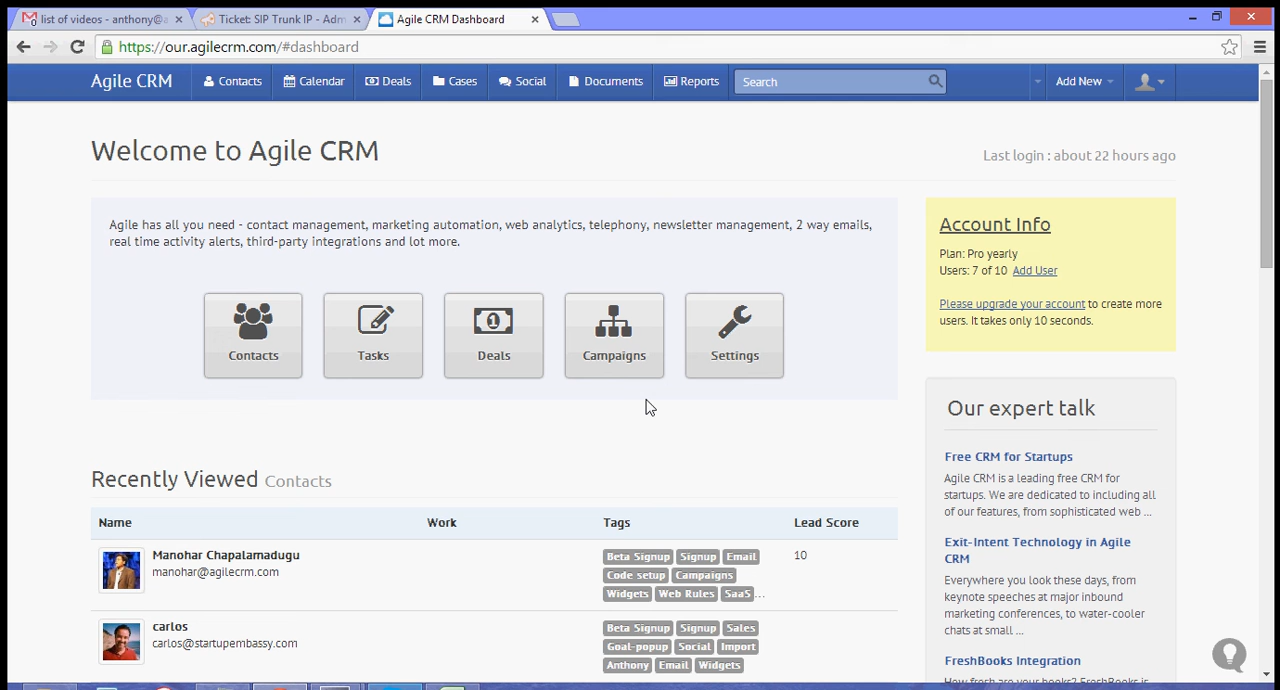 list of videos - anthony@a
Ticket: SIP Trunk IP - Adm
Agile CRM Dashboard
https://our.agilecrm.com/#dashboard
Agile CRM
Contacts
Calendar
Deals
Cases
Social
Documents
Reports
Search
Add New
Welcome to Agile CRM
Last login : about 22 hours ago
Agile has all you need - contact management, marketing automation, web analytics, telephony, newsletter management, 2 way emails,
real time activity alerts, third-party integrations and lot more.
Contacts
Tasks
Deals
Campaigns
Settings
Account Info
Plan: Pro yearly
Users: 7 of 10 Add User
Please upgrade your account to create more
users. It takes only 10 seconds.
Recently Viewed Contacts
Name Work Tags Lead Score
Manohar Chapalamadugu
manohar@agilecrm.com
Beta Signup Signup Email
Code setup Campaigns
Widgets Web Rules SaaS ...
10
carlos
carlos@startupembassy.com
Beta Signup Signup Sales
Goal-popup Social Import
Anthony Email Widgets
Our expert talk
Free CRM for Startups
Agile CRM is a leading free CRM for
startups. We are dedicated to including all
of our features, from sophisticated web ...
Exit-Intent Technology in Agile
CRM
Everywhere you look these days, from
keynote speeches at major inbound
marketing conferences, to water-cooler
chats at small ...
FreshBooks Integration
How fresh are your books? FreshBooks is